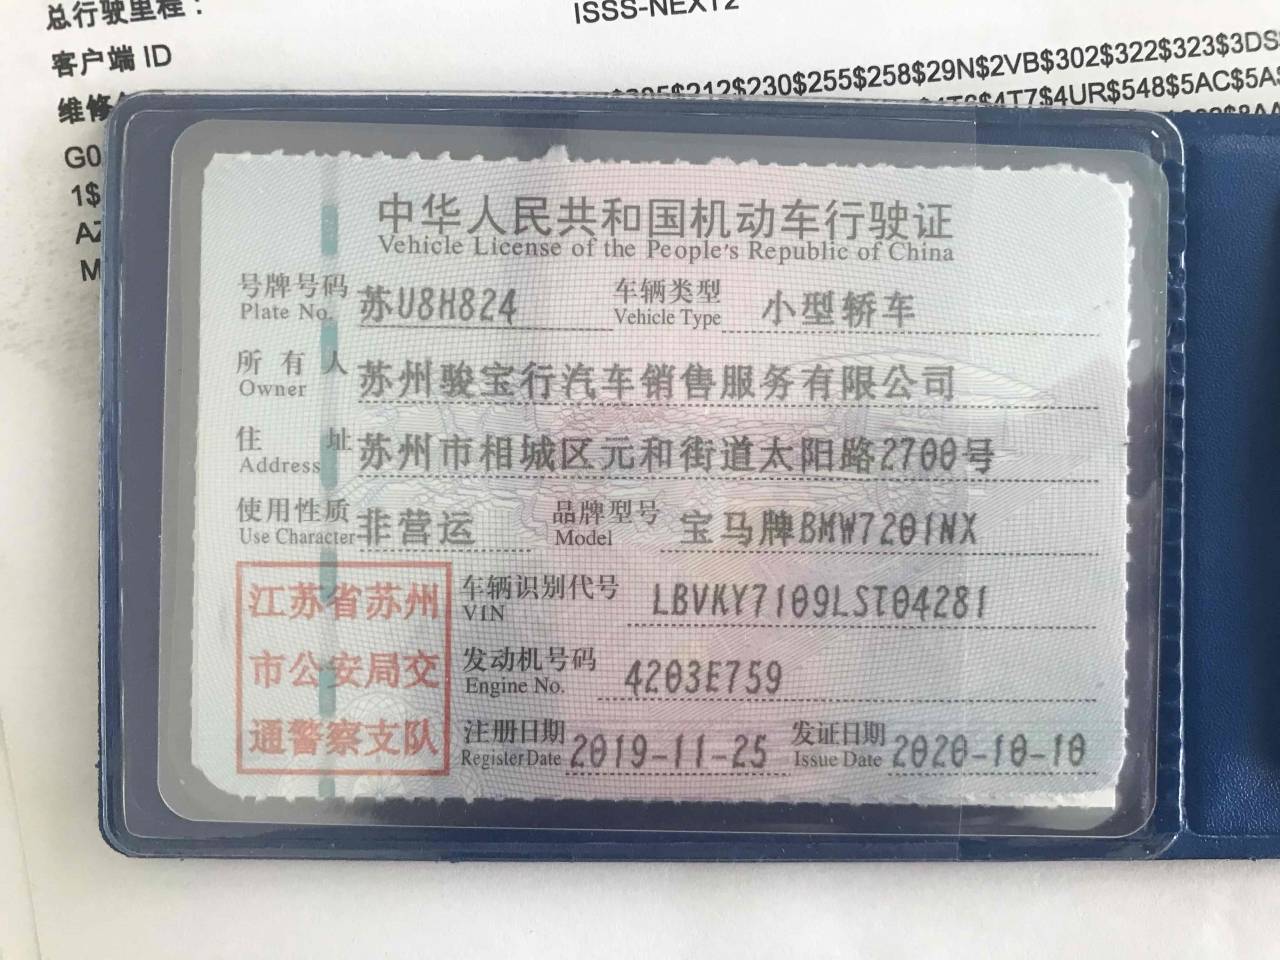 总行驶里程：
ISSS-NEXT2
客户端 ID
$212$230$255$258$29N$2VB$302$322$323$3DS
维修
$4T7$4UR$548$5AC$5A
G0
1$
M
中华人民共和国机动车行驶证
Vehicle License of the People's Republic of China
号牌号码 苏U8H824 车辆类型 小型轿车
Plate No. Vehicle Type
所有人 苏州骏宝行汽车销售服务有限公司
Owner
住址 苏州市相城区元和街道太阳路2700号
Address
使用性质 非营运 品牌型号 宝马牌BMW7201NX
Use Character Model
江苏省苏州
市公安局交
通警察支队
车辆识别代号 LBVKY7109LST04281
VIN
发动机号码 4203E759
Engine No.
注册日期 2019-11-25 发证日期 2020-10-10
Register Date Issue Date